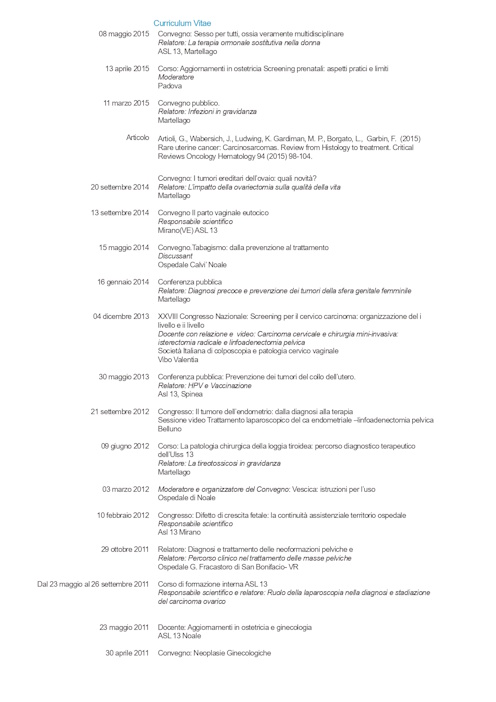 Curriculum Vitae
08 maggio 2015 Convegno: Sesso per tutti, ossia veramente multidisciplinare
Relatore: La terapia ormonale sostitutiva nella donna
ASL 13, Martellago
13 aprile 2015 Corso: Aggiornamenti in ostetricia Screening prenatali: aspetti pratici e limiti
Moderatore
Padova
11 marzo 2015 Convegno pubblico.
Relatore: Infezioni in gravidanza
Martellago
Articolo Artioli, G., Wabersich, J., Ludwing, K. Gardiman, M. P., Borgato, L., Garbin, F. (2015)
Rare uterine cancer: Carcinosarcomas. Review from Histology to treatment. Critical
Reviews Oncology Hematology 94 (2015) 98-104.
Convegno: I tumori ereditari dell'ovaio: quali novità?
20 settembre 2014 Relatore: L'impatto della ovariectomia sulla qualità della vita
Martellago
13 settembre 2014 Convegno Il parto vaginale eutocico
Responsabile scientifico
Mirano(VE) ASL 13
15 maggio 2014 Convegno.Tabagismo: dalla prevenzione al trattamento
Discussant
Ospedale Calvi' Noale
16 gennaio 2014 Conferenza pubblica
Relatore: Diagnosi precoce e prevenzione dei tumori della sfera genitale femminile
Martellago
04 dicembre 2013 XXVIII Congresso Nazionale: Screening per il cervico carcinoma: organizzazione del i
livello e ii livello
Docente con relazione e video: Carcinoma cervicale e chirurgia mini-invasiva:
isterectomia radicale e linfoadenectomia pelvica
Società Italiana di colposcopia e patologia cervico vaginale
Vibo Valentia
30 maggio 2013 Conferenza pubblica: Prevenzione dei tumori del collo dell'utero.
Relatore: HPV e Vaccinazione
Asl 13, Spinea
21 settembre 2012 Congresso: Il tumore dell'endometrio: dalla diagnosi alla terapia
Sessione video Trattamento laparoscopico del ca endometriale –linfoadenectomia pelvica
Belluno
09 giugno 2012 Corso: La patologia chirurgica della loggia tiroidea: percorso diagnostico terapeutico
dell'Ulss 13
Relatore: La tireotossicosi in gravidanza
Martellago
03 marzo 2012 Moderatore e organizzatore del Convegno: Vescica: istruzioni per l'uso
Ospedale di Noale
10 febbraio 2012 Congresso: Difetto di crescita fetale: la continuità assistenziale territorio ospedale
Responsabile scientifico
Asl 13 Mirano
29 ottobre 2011 Relatore: Diagnosi e trattamento delle neoformazioni pelviche e
Relatore: Percorso clinico nel trattamento delle masse pelviche
Ospedale G. Fracastoro di San Bonifacio- VR
Dal 23 maggio al 26 settembre 2011 Corso di formazione interna ASL 13
Responsabile scientifico e relatore: Ruolo della laparoscopia nella diagnosi e stadiazione
del carcinoma ovarico
23 maggio 2011 Docente: Aggiornamenti in ostetricia e ginecologia
ASL 13 Noale
30 aprile 2011 Convegno: Neoplasie Ginecologiche